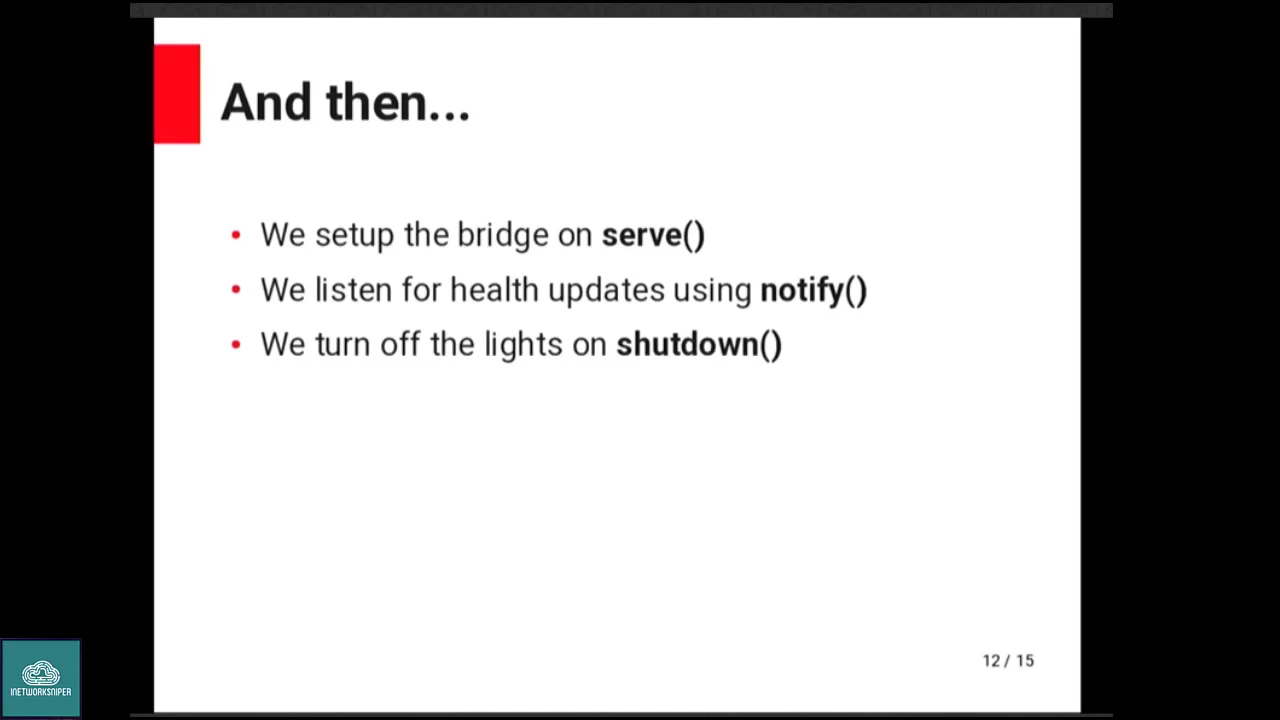 And then...
• We setup the bridge on serve()
• We listen for health updates using notify()
• We turn off the lights on shutdown()
12 / 15
INETWORKSNIPER